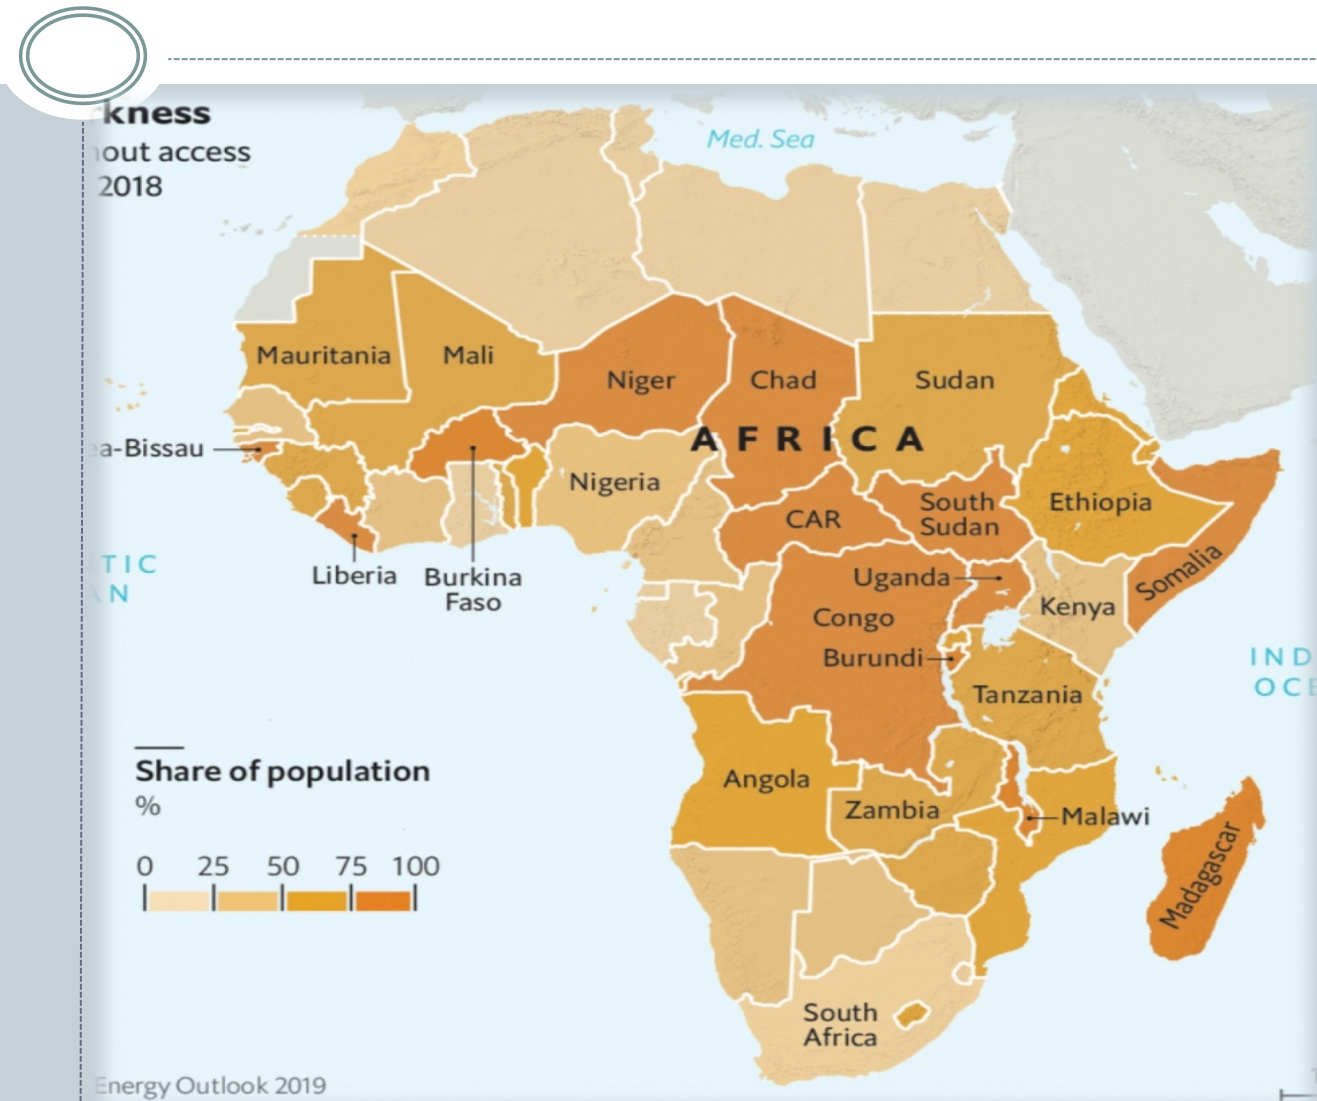 kness
out access
2018
Med. Sea
Mauritania
Mali
Niger
Chad
Sudan
AFRICA
a-Bissau
Nigeria
Ethiopia
South
Sudan
CAR
Somalia
Liberia
Burkina
Faso
Uganda
Kenya
Congo
Burundi
Tanzania
TIC
N
IND
OCE
Share of population
%
0 25 50 75 100
Angola
Zambia
Malawi
Madagascar
South
Africa
Energy Outlook 2019